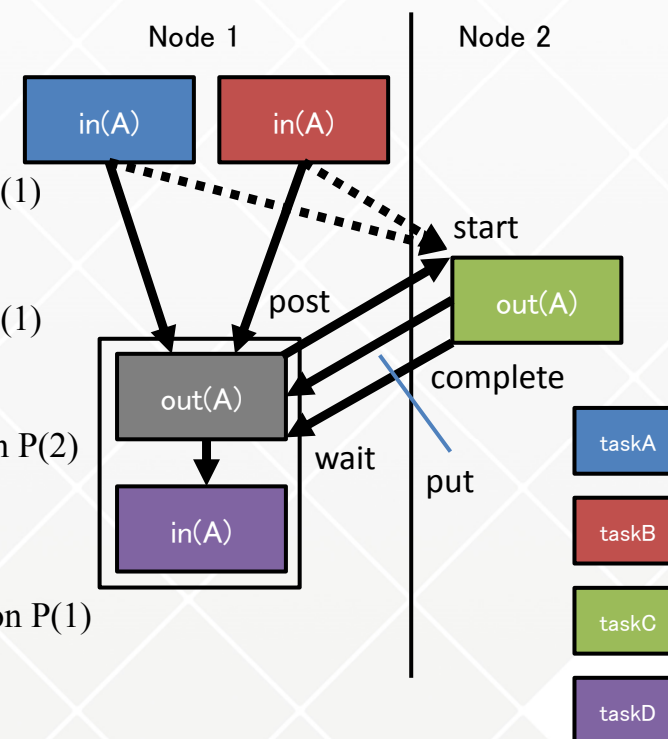 Node 1
Node 2
in(A)
in(A)
(1)
start
out(A)
post
(1)
complete
out(A)
n P(2)
wait
put
taskA
in(A)
taskB
on P(1)
taskC
taskD